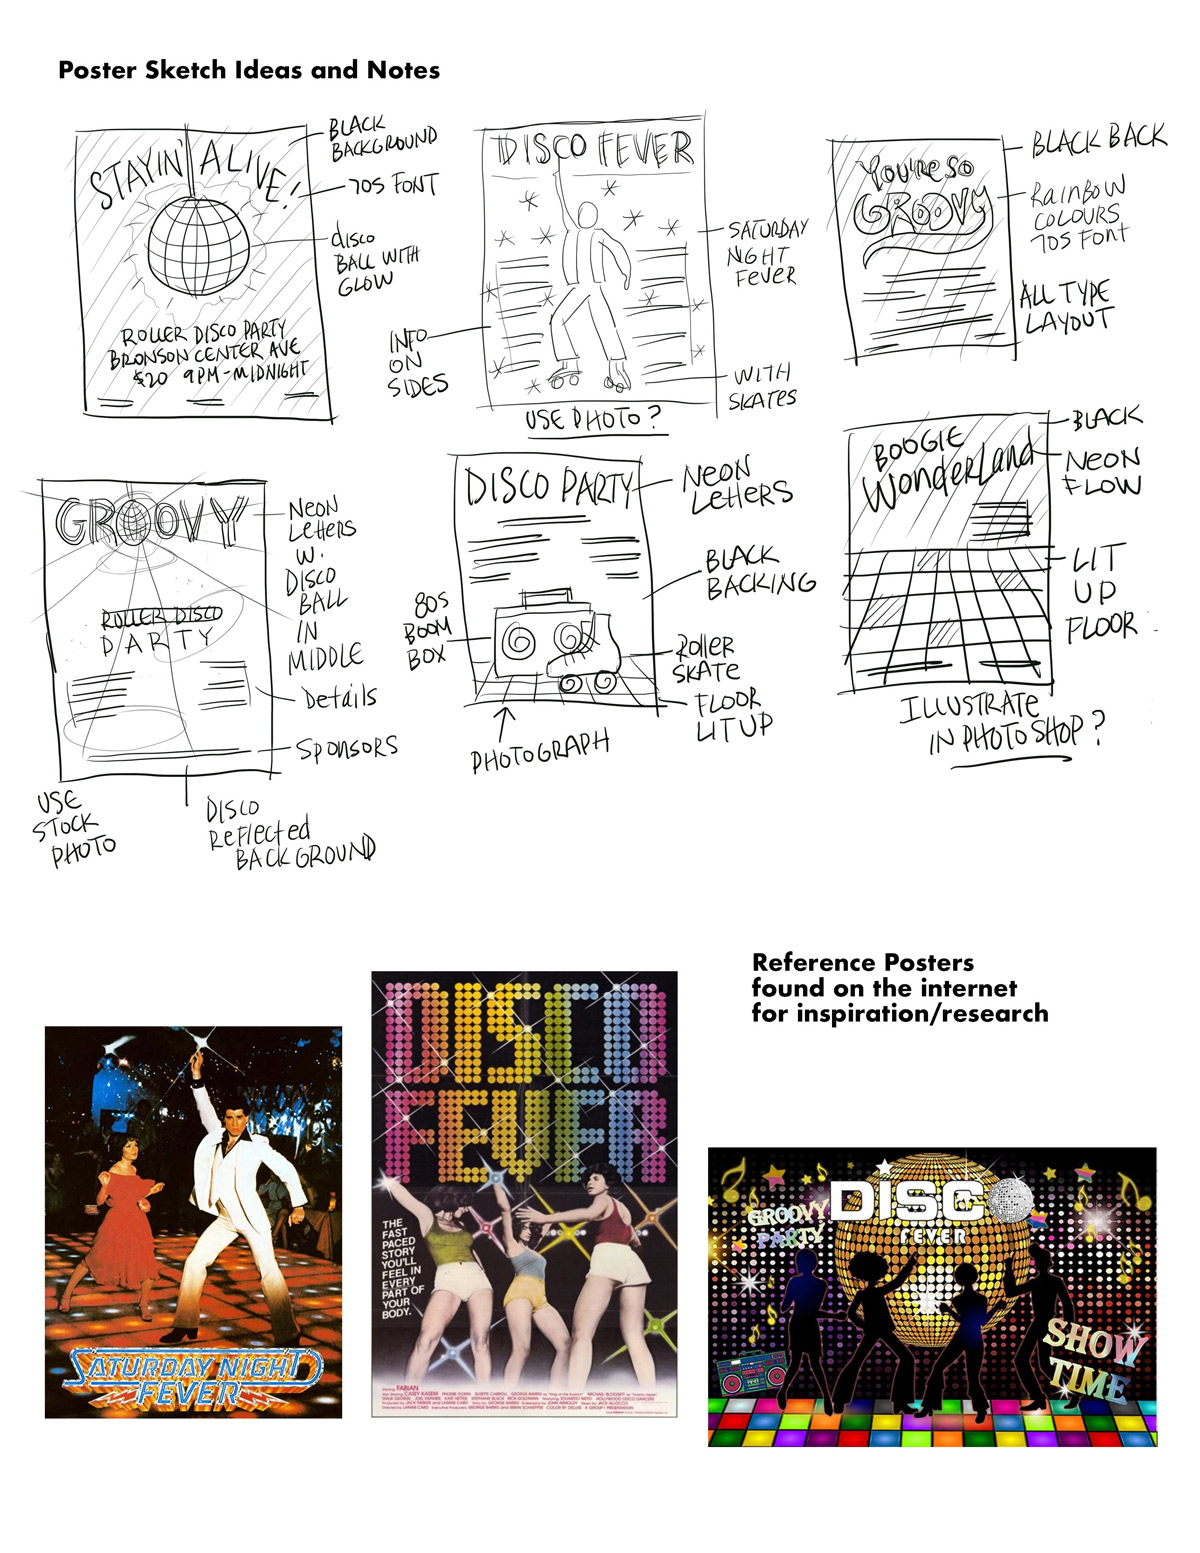 Poster Sketch Ideas and Notes
STAYIN' ALIVE!
ROLLER DISCO PARTY
BRONSON CENTER AVE
$20 9PM-MIDNIGHT
BLACK
BACKGROUND
70S FONT
disco
BALL WITH
GLOW
DISCO FEVER
INFO
ON
SIDES
SATURDAY
NIGHT
FEVER
WITH
SKATES
USE PHOTO?
YOU'RE SO
GROOVY
BLACK BACK
RAINBOW
COLOURS
70S FONT
ALL TYPE
LAYOUT
GROOVY
ROLLER DISCO
PARTY
NEON
LETTERS
W.
DISCO
BALL
IN
MIDDLE
Details
SPONSORS
USE
STOCK
PHOTO
DISCO
REFLECTED
BACKGROUND
DISCO PARTY
NEON
LETTERS
BLACK
BACKING
80S
BOOM
BOX
ROLLER
SKATE
FLOOR
LIT UP
PHOTOGRAPH
BOOGIE
WONDERLAND
BLACK
NEON
FLOW
LIT
UP
FLOOR
ILLUSTRATE
IN PHOTOSHOP?
Reference Posters
found on the internet
for inspiration/research
SATURDAY NIGHT
FEVER
DISCO
FEVER
THE
FAST
PACED
STORY
YOU'LL
FEEL IN
EVERY
PART OF
YOUR
BODY.
Starring FABIAN
DISCO
FEVER
GROOVY
PARTY
SHOW
TIME